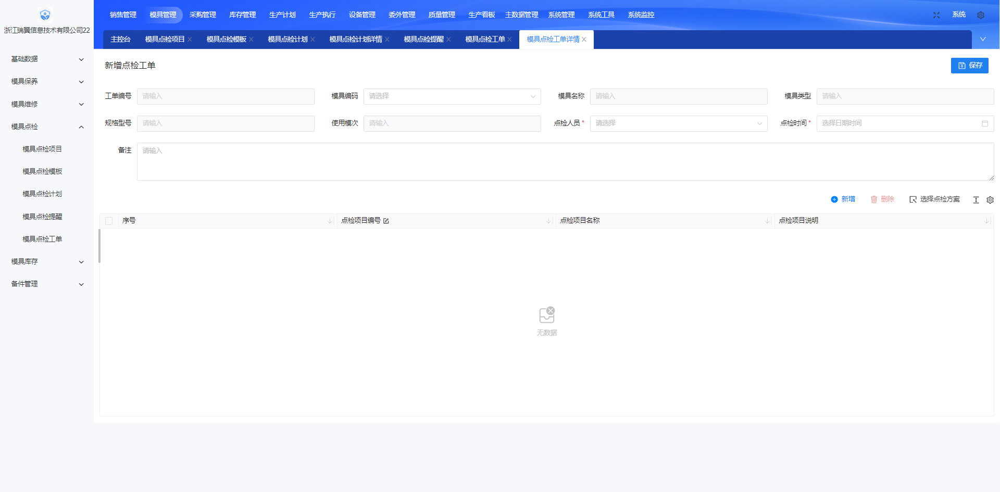 浙江瑞翼信息技术有限公司22
销售管理 模具管理 采购管理 库存管理 生产计划 生产执行 设备管理 委外管理 质量管理 生产看板 主数据管理 系统管理 系统工具 系统监控 系统
主控台 模具点检项目 模具点检模板 模具点检计划 模具点检计划详情 模具点检提醒 模具点检工单 模具点检工单详情
基础数据
模具保养
模具维修
模具点检
模具点检项目
模具点检模板
模具点检计划
模具点检提醒
模具点检工单
模具库存
备件管理
新增点检工单 保存
工单编号 请输入 模具编码 请选择 模具名称 请输入 模具类型 请输入
规格型号 请输入 使用模次 请输入 点检人员* 请选择 点检时间* 选择日期时间
备注 请输入
新增 删除 选择点检方案
序号 点检项目编号 点检项目名称 点检项目说明
无数据